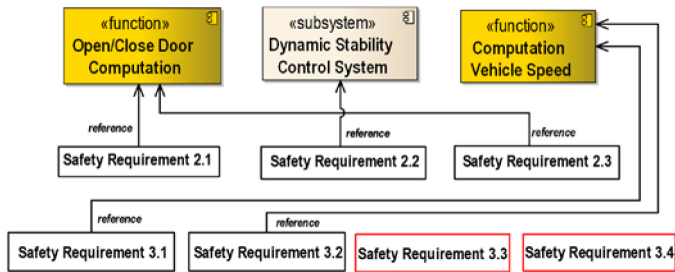 «function»
Open/Close Door
Computation
«subsystem»
Dynamic Stability
Control System
«function»
Computation
Vehicle Speed
reference
reference
reference
Safety Requirement 2.1
Safety Requirement 2.2
Safety Requirement 2.3
reference
reference
Safety Requirement 3.1
Safety Requirement 3.2
Safety Requirement 3.3
Safety Requirement 3.4